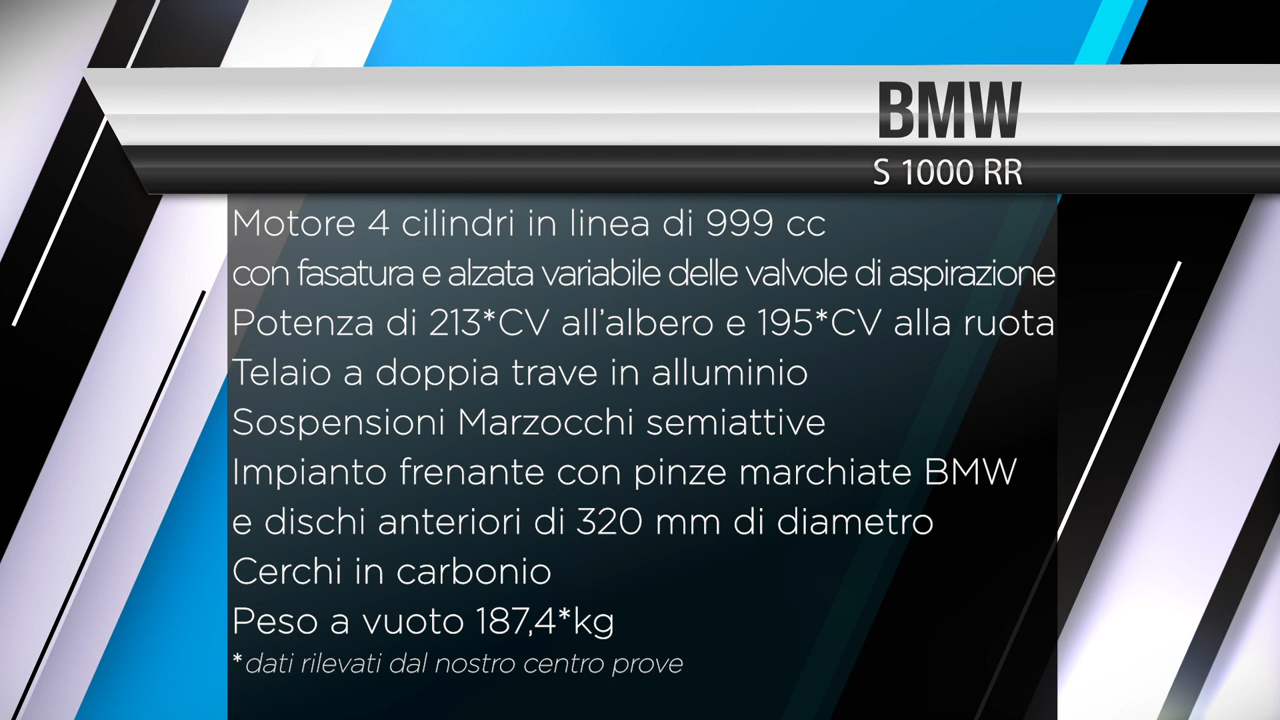 BMW
S 1000 RR
Motore 4 cilindri in linea di 999 cc
con fasatura e alzata variabile delle valvole di aspirazione
Potenza di 213*CV all’albero e 195*CV alla ruota
Telaio a doppia trave in alluminio
Sospensioni Marzocchi semiattive
Impianto frenante con pinze marchiate BMW
e dischi anteriori di 320 mm di diametro
Cerchi in carbonio
Peso a vuoto 187,4*kg
*dati rilevati dal nostro centro prove